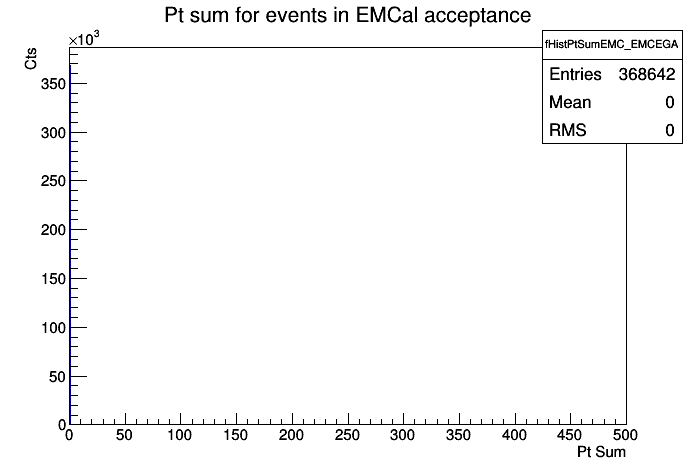 Pt sum for events in EMCal acceptance
×10³
fHistPtSumEMC_EMCEGA
Entries 368642
Mean 0
RMS 0
Cts
350
300
250
200
150
100
50
0
0 50 100 150 200 250 300 350 400 450 500
Pt Sum